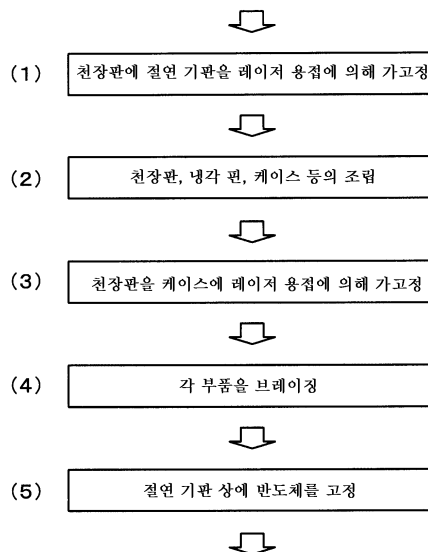 (1) 천장판에 절연 기판을 레이저 용접에 의해 가고정
(2) 천장판, 냉각 핀, 케이스 등의 조립
(3) 천장판을 케이스에 레이저 용접에 의해 가고정
(4) 각 부품을 브레이징
(5) 절연 기판 상에 반도체를 고정